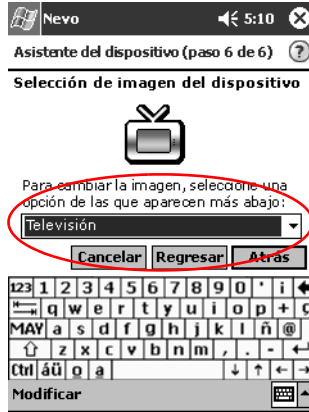 Nevo 5:10
Asistente del dispositivo (paso 6 de 6) ?
Selección de imagen del dispositivo
Para cambiar la imagen, seleccione una
opción de las que aparecen más abajo:
Televisión
Cancelar Regresar Atrás
123 1 2 3 4 5 6 7 8 9 0 ' ¡
q w e r t y u i o p + ç
MAY a s d f g h j k l ñ @
z x c v b n m , . -
Ctrl áü º ª
Modificar